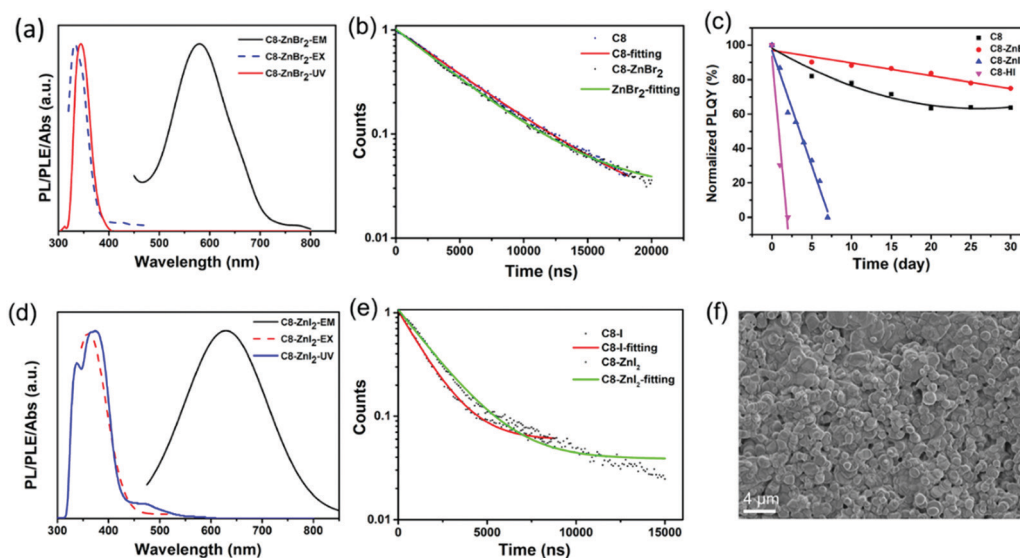 (a)
C8-ZnBr₂-EM
C8-ZnBr₂-EX
C8-ZnBr₂-UV
PL/PLE/Abs (a.u.)
300 400 500 600 700 800
Wavelength (nm)
(b)
C8
C8-fitting
C8-ZnBr₂
ZnBr₂-fitting
Counts
1
0.1
0.01
0 5000 10000 15000 20000
Time (ns)
(c)
C8
C8-ZnI
C8-HI
Normalized PLQY (%)
100
80
60
40
20
0
0 5 10 15 20 25 30
Time (day)
(d)
C8-ZnI₂-EM
C8-ZnI₂-EX
C8-ZnI₂-UV
PL/PLE/Abs (a.u.)
300 400 500 600 700 800
Wavelength (nm)
(e)
C8-I
C8-I-fitting
C8-ZnI₂
C8-ZnI₂-fitting
Counts
1
0.1
0.01
0 5000 10000 15000
Time (ns)
(f)
4 μm